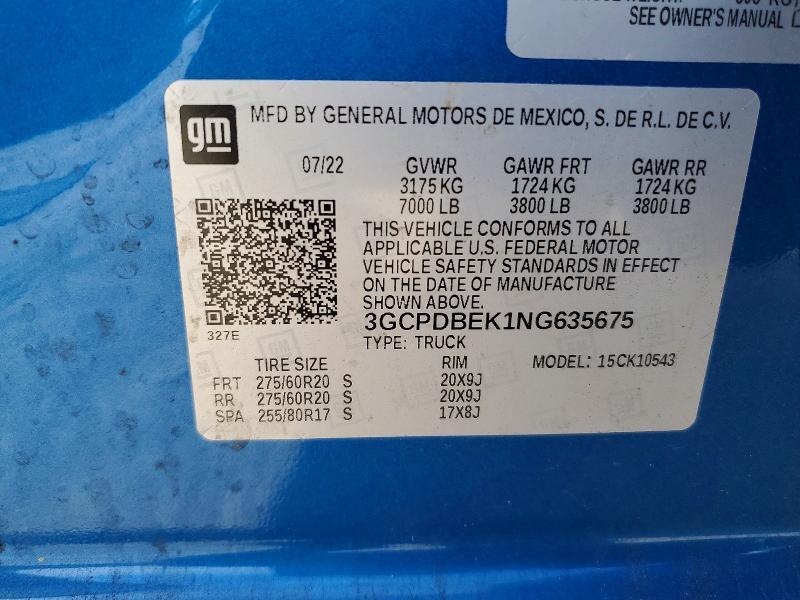 SEE OWNER'S MANUAL
gm
MFD BY GENERAL MOTORS DE MEXICO, S. DE R.L. DE C.V.
07/22 GVWR GAWR FRT GAWR RR
3175 KG 1724 KG 1724 KG
7000 LB 3800 LB 3800 LB
THIS VEHICLE CONFORMS TO ALL
APPLICABLE U.S. FEDERAL MOTOR
VEHICLE SAFETY STANDARDS IN EFFECT
ON THE DATE OF MANUFACTURE
SHOWN ABOVE.
3GCPDBEK1NG635675
327E
TYPE: TRUCK
TIRE SIZE RIM MODEL: 15CK10543
FRT 275/60R20 S 20X9J
RR 275/60R20 S 20X9J
SPA 255/80R17 S 17X8J